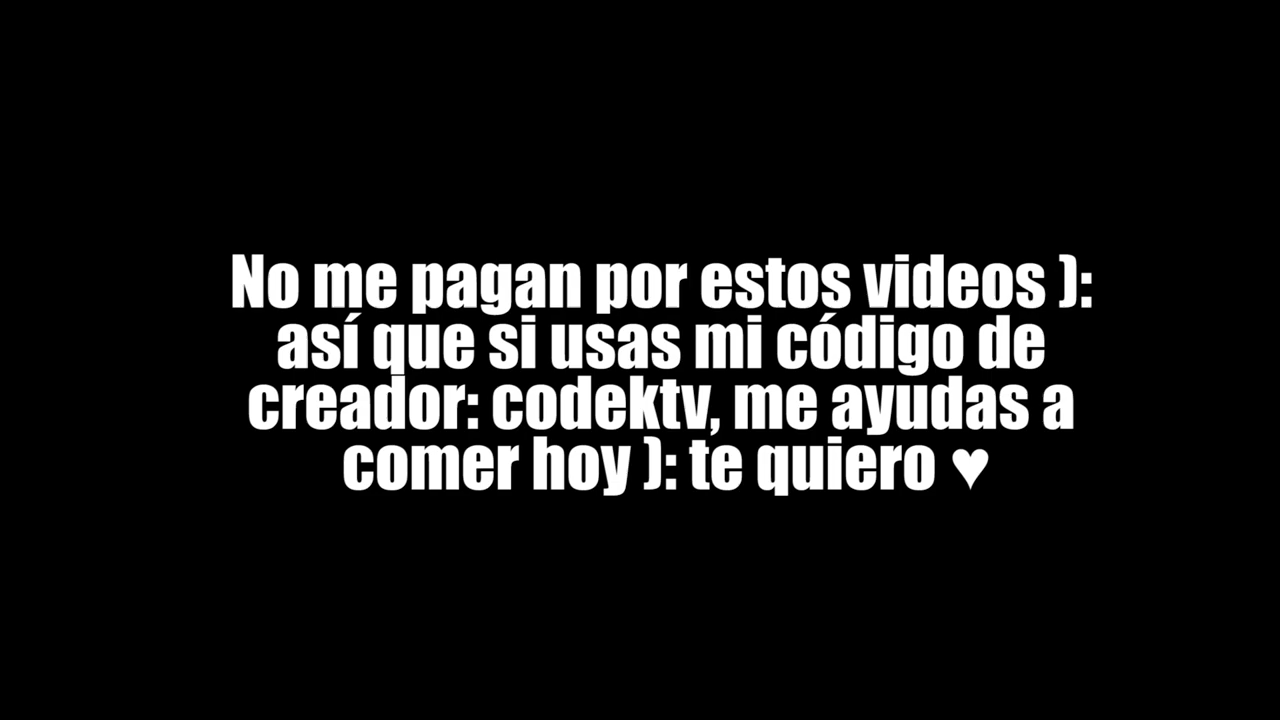 No me pagan por estos videos ):
así que si usas mi código de
creador: codektv, me ayudas a
comer hoy ): te quiero ♥